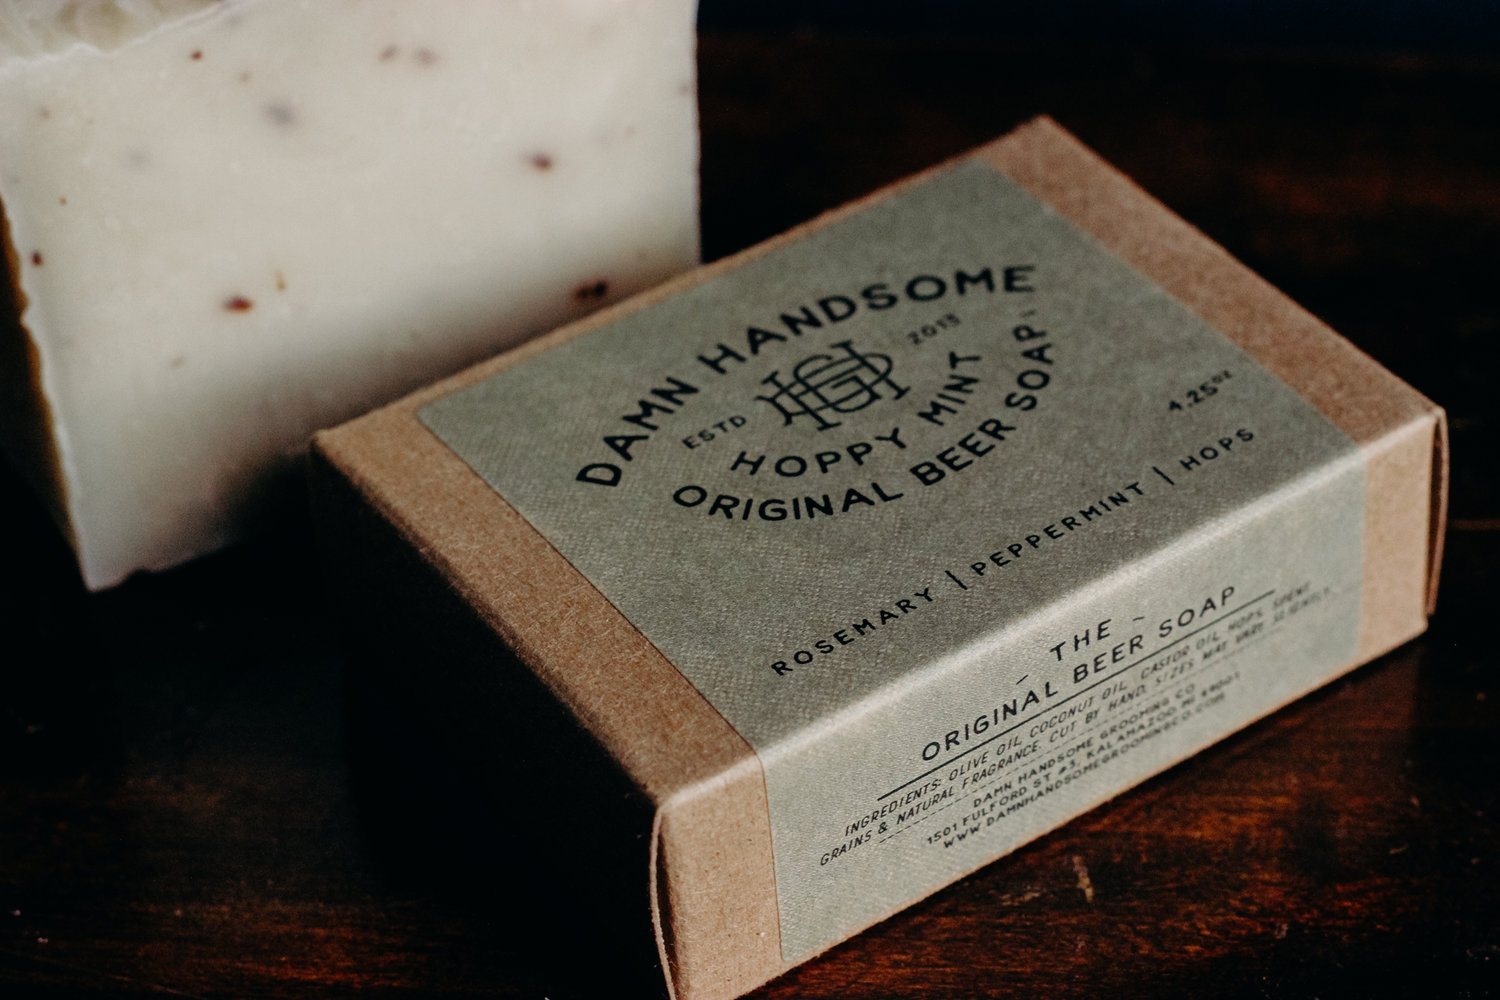 DAMN HANDSOME
ESTD 2013
HOPPY MINT
ORIGINAL BEER SOAP
4.25oz
ROSEMARY | PEPPERMINT | HOPS
~ THE ~
ORIGINAL BEER SOAP
INGREDIENTS: OLIVE OIL, COCONUT OIL, CASTOR OIL, HOPS, SPENT
GRAINS & NATURAL FRAGRANCE. CUT BY HAND, SIZES MAY VARY SLIGHTLY.
DAMN HANDSOME GROOMING CO
1501 FULFORD ST #3, KALAMAZOO MI 49001
WWW.DAMNHANDSOMEGROOMINGCO.COM